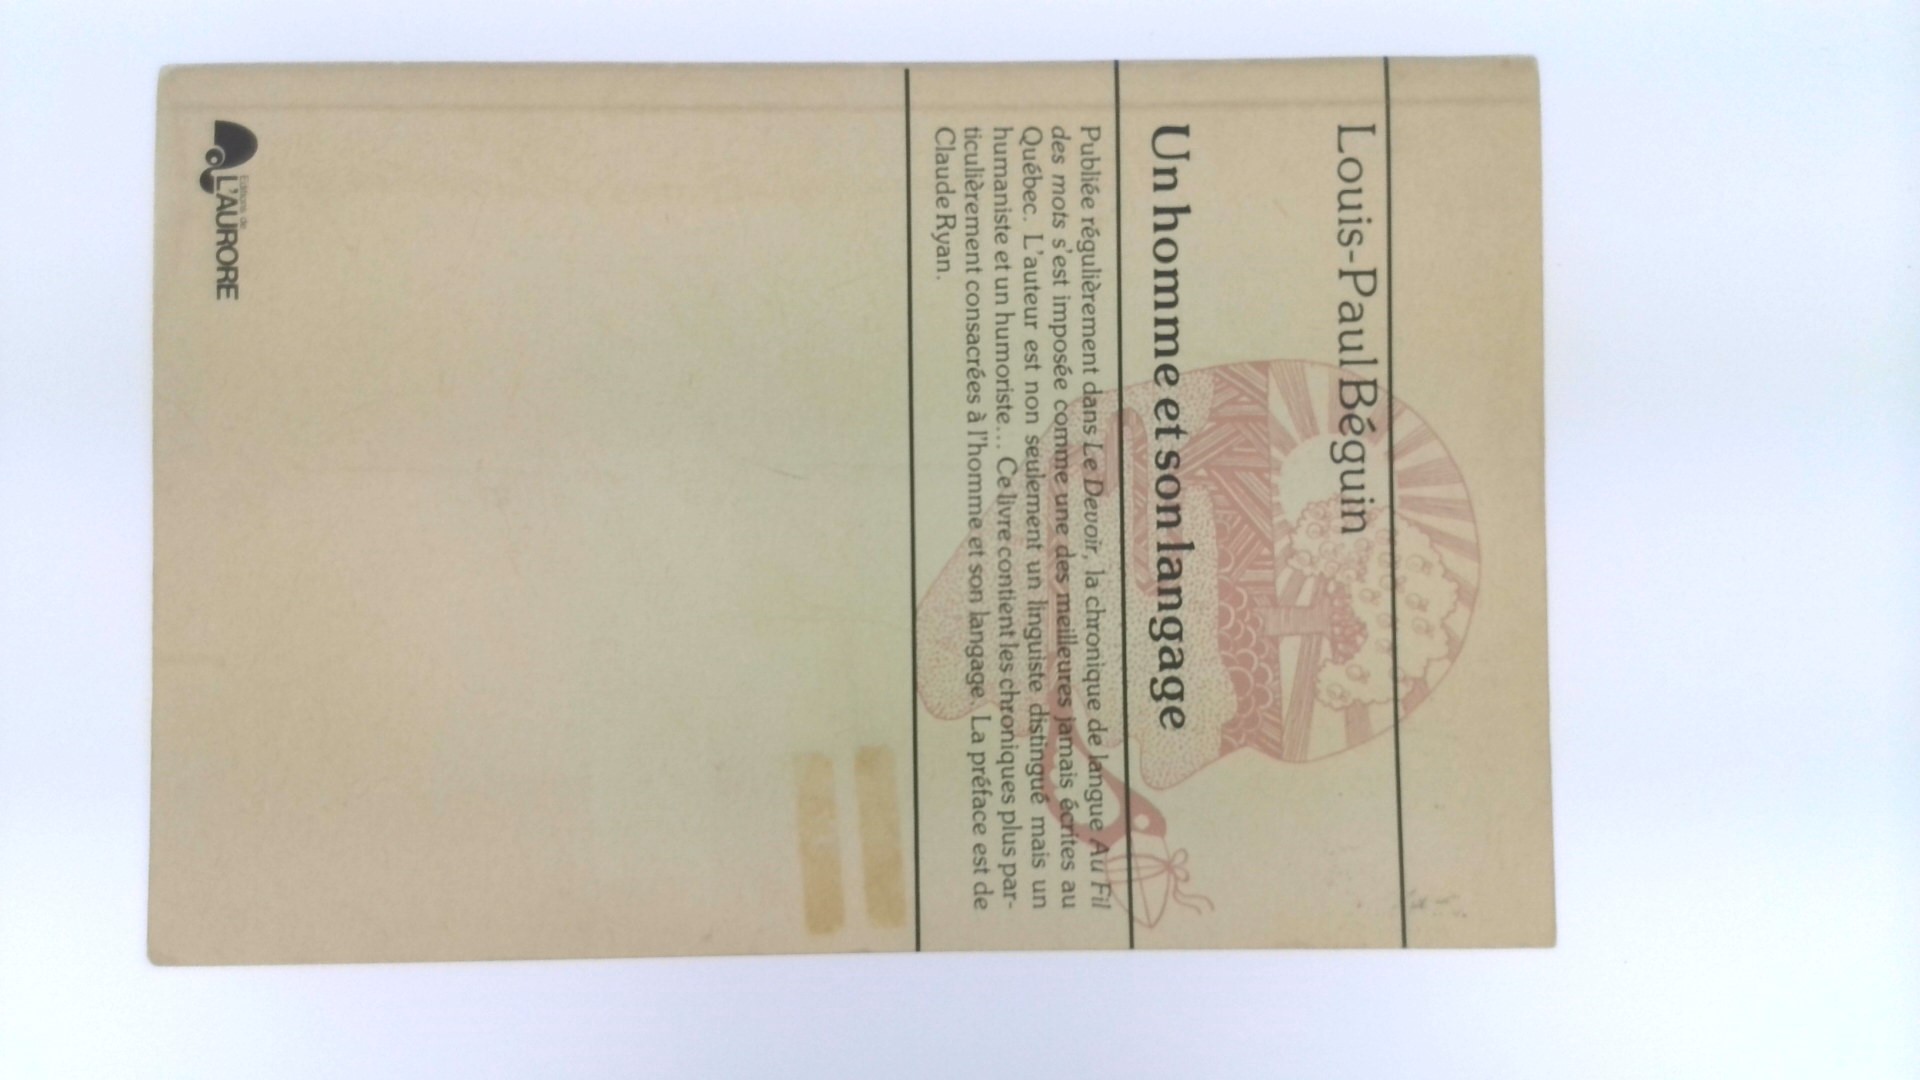 Louis-Paul Béguin
Un homme et son langage
Publiée régulièrement dans Le Devoir, la chronique de langue Au Fil
des mots s'est imposée comme une des meilleures jamais écrites au
Québec. L'auteur est non seulement un linguiste distingué mais un
humaniste et un humoriste... Ce livre contient les chroniques plus par-
ticulièrement consacrées à l'homme et son langage. La préface est de
Claude Ryan.
Éditions de
L'AURORE